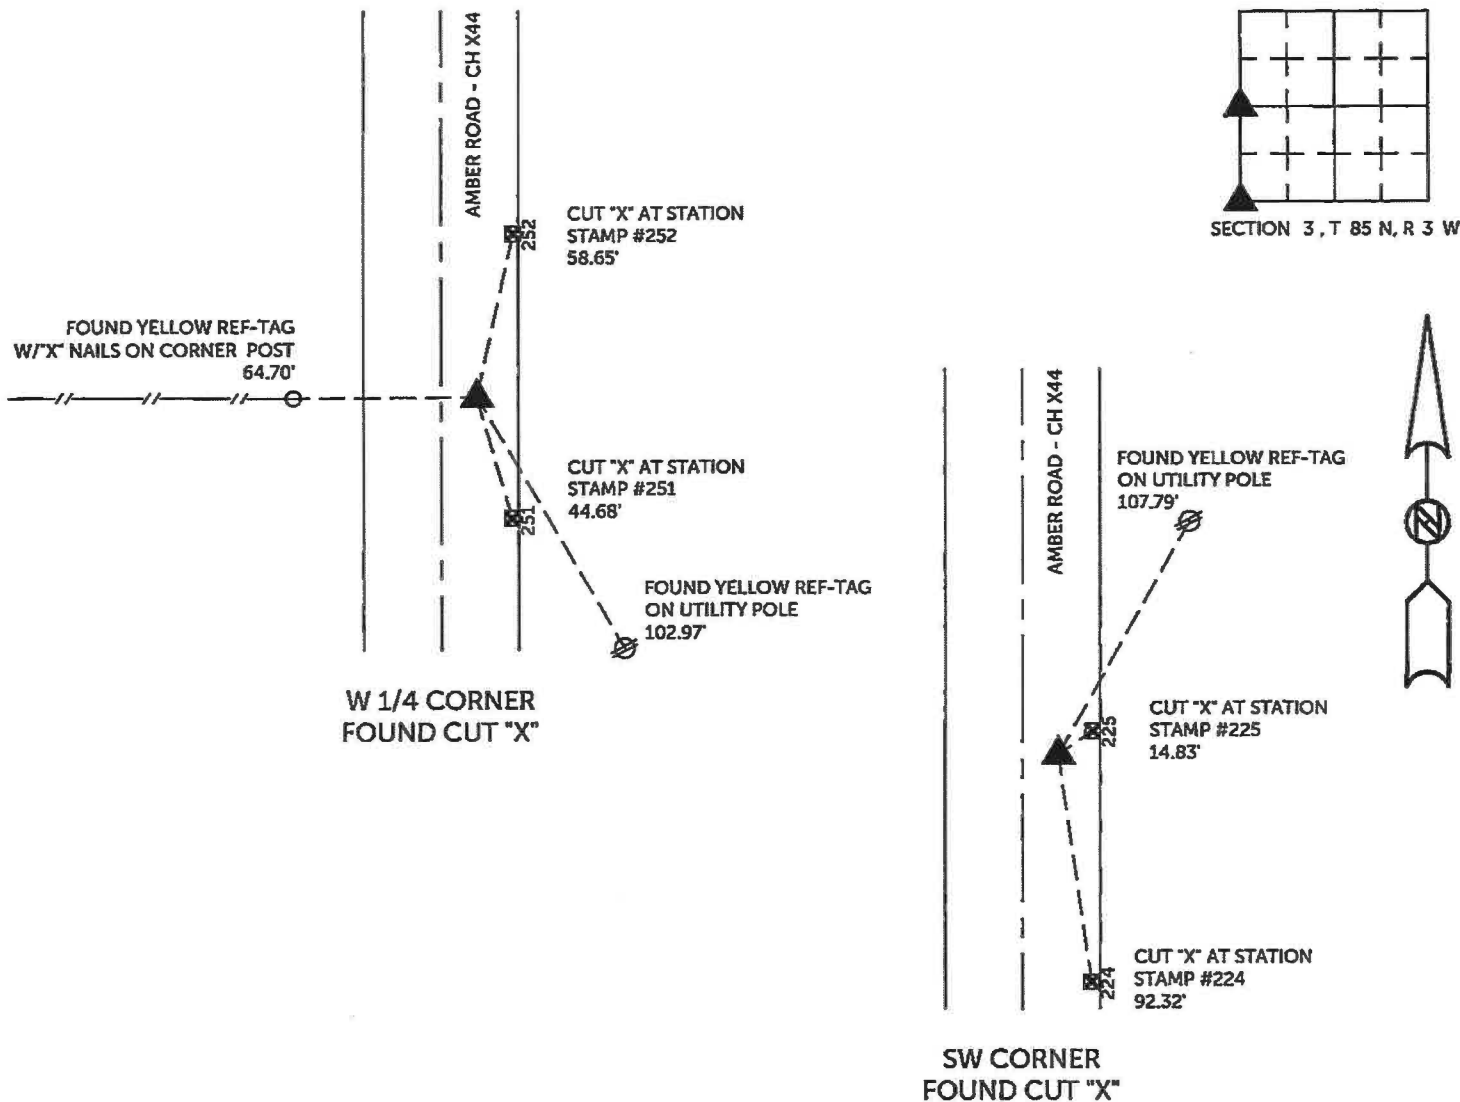 AMBER ROAD - CH X44
CUT "X" AT STATION
STAMP #252
58.65'
252
FOUND YELLOW REF-TAG
W/"X" NAILS ON CORNER POST
64.70'
CUT "X" AT STATION
STAMP #251
44.68'
251
FOUND YELLOW REF-TAG
ON UTILITY POLE
102.97'
W 1/4 CORNER
FOUND CUT "X"
SECTION 3, T 85 N, R 3 W
N
AMBER ROAD - CH X44
FOUND YELLOW REF-TAG
ON UTILITY POLE
107.79'
CUT "X" AT STATION
STAMP #225
14.83'
225
CUT "X" AT STATION
STAMP #224
92.32'
224
SW CORNER
FOUND CUT "X"